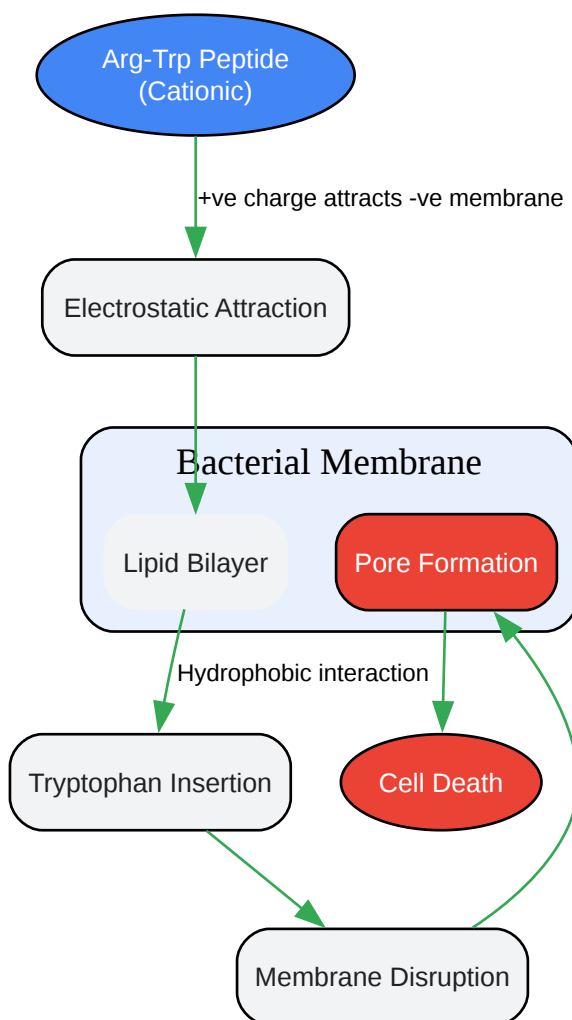 Arg-Trp Peptide
(Cationic)
+ve charge attracts -ve membrane
Electrostatic Attraction
Bacterial Membrane
Lipid Bilayer
Pore Formation
Hydrophobic interaction
Tryptophan Insertion
Cell Death
Membrane Disruption